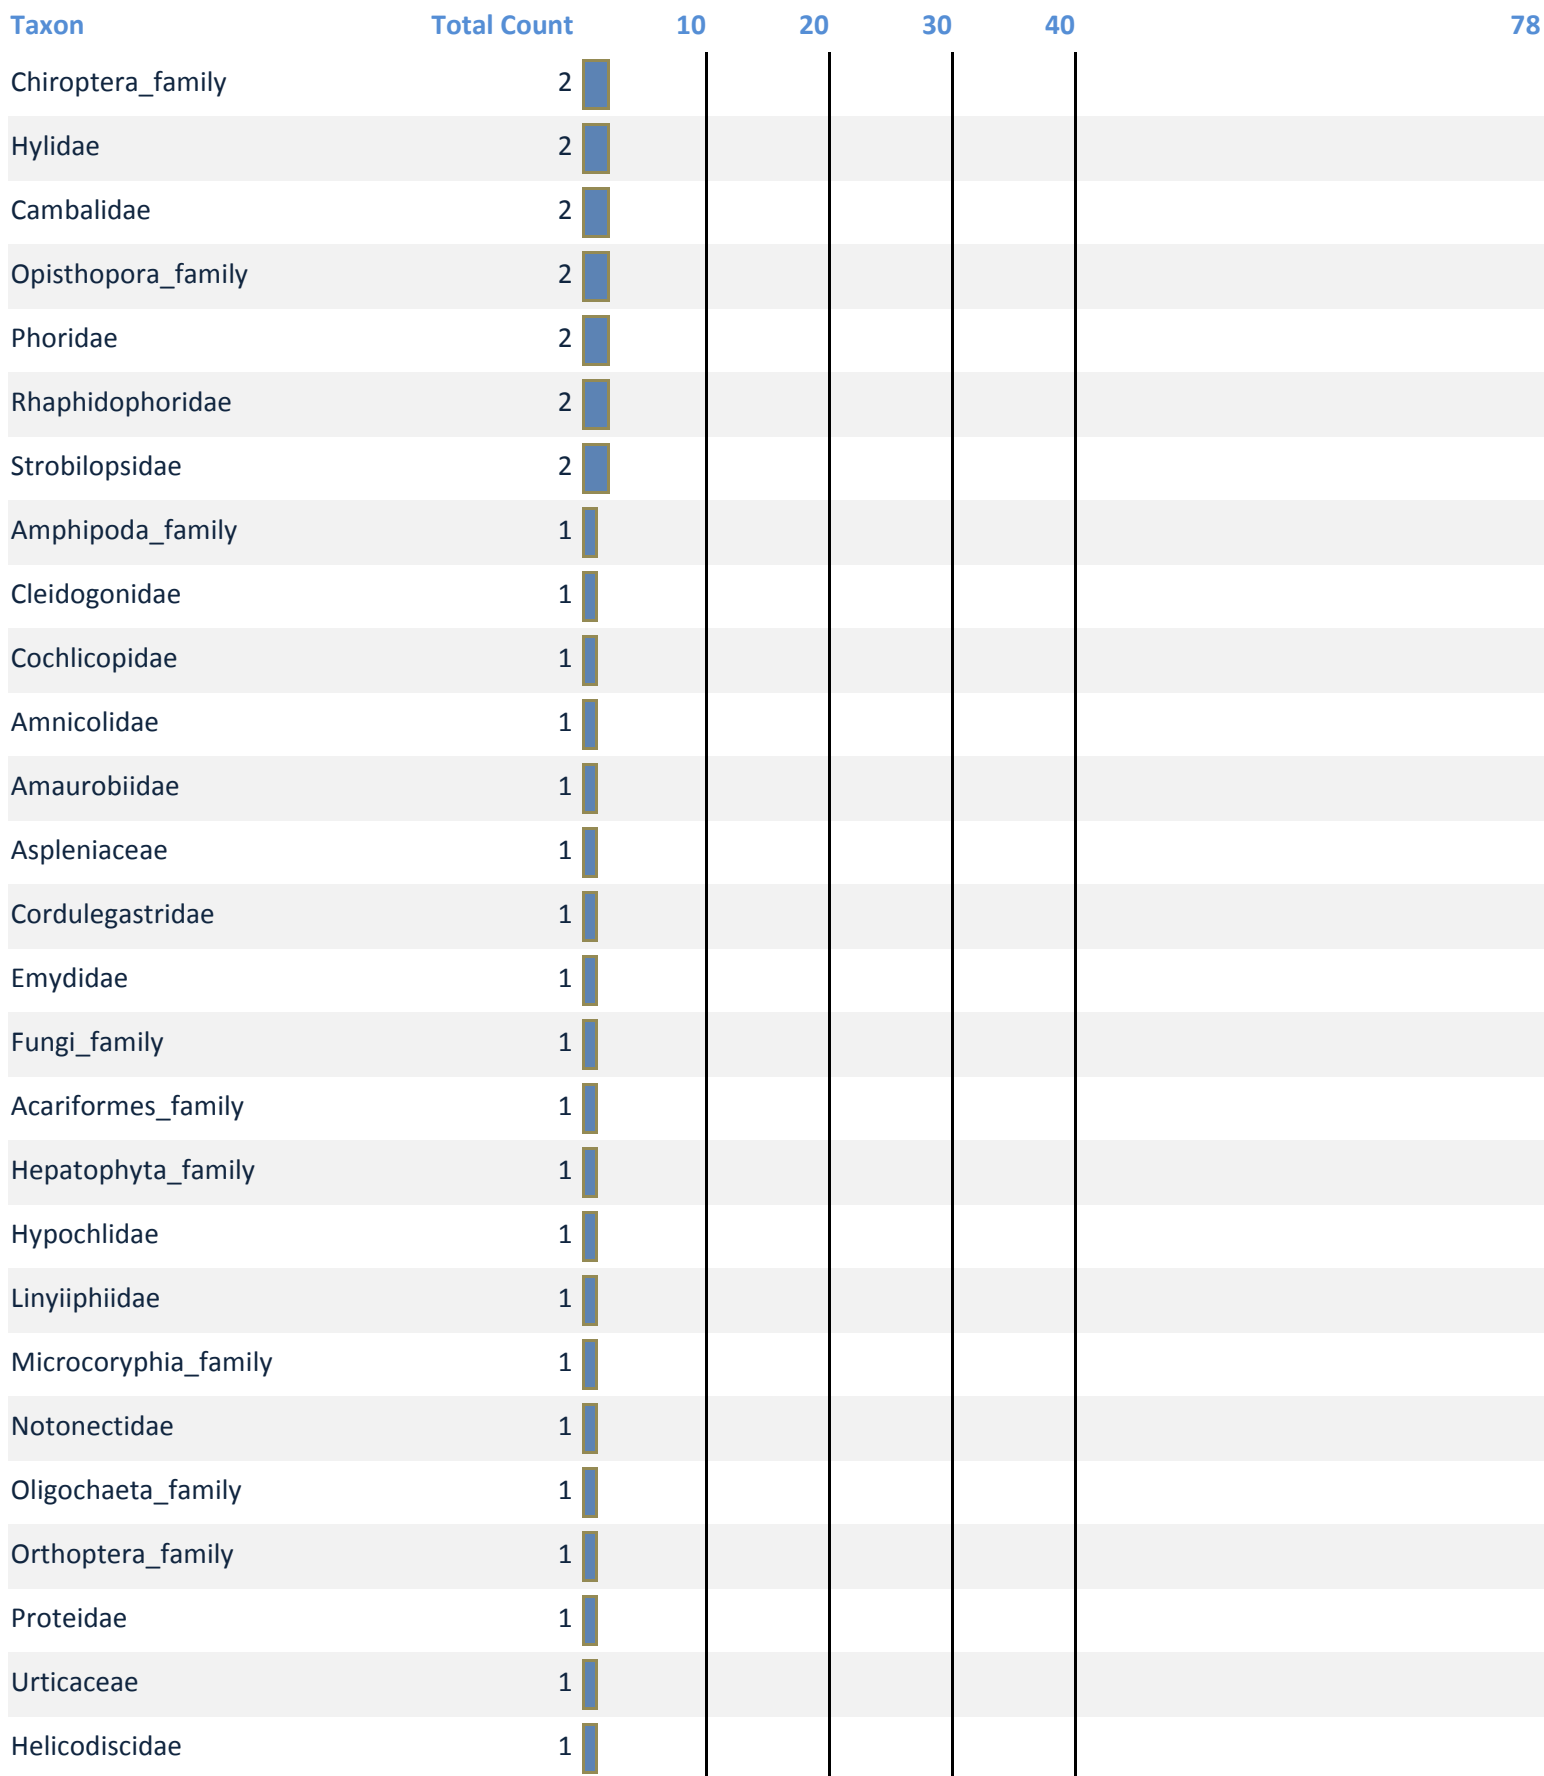 Taxon Total Count 10 20 30 40 78
Chiroptera_family 2
Hylidae 2
Cambalidae 2
Opisthopora_family 2
Phoridae 2
Rhaphidophoridae 2
Strobilopsidae 2
Amphipoda_family 1
Cleidogonidae 1
Cochlicopidae 1
Amnicolidae 1
Amaurobiidae 1
Aspleniaceae 1
Cordulegastridae 1
Emydidae 1
Fungi_family 1
Acariformes_family 1
Hepatophyta_family 1
Hypochlidae 1
Linyiiphiidae 1
Microcoryphia_family 1
Notonectidae 1
Oligochaeta_family 1
Orthoptera_family 1
Proteidae 1
Urticaceae 1
Helicodiscidae 1